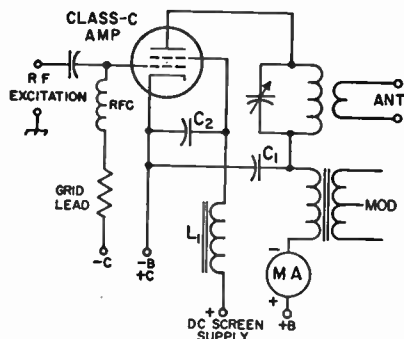 CLASS-C
AMP
RF
EXCITATION
RFC
GRID
LEAD
-C
C2
-B
+C
L1
+
DC SCREEN
SUPPLY
C1
ANT
MOD
-
MA
+
+B